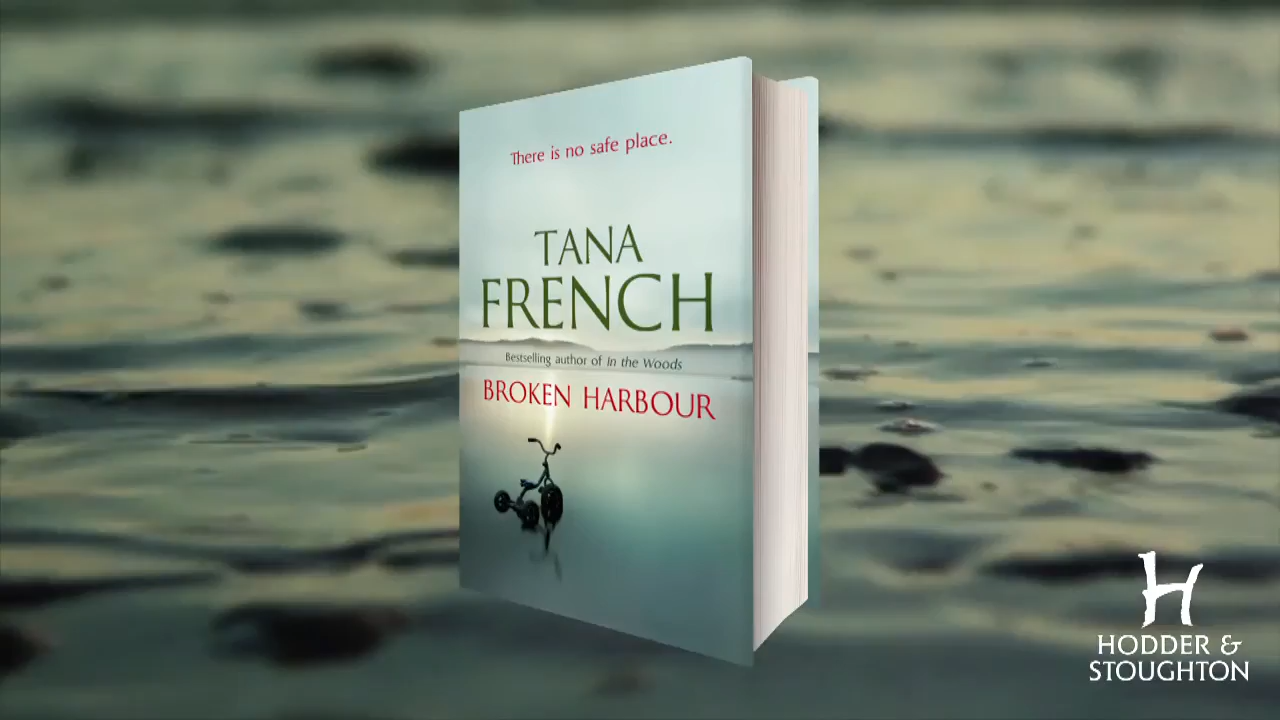 There is no safe place.
TANA
FRENCH
Bestselling author of In the Woods
BROKEN HARBOUR
H
HODDER &
STOUGHTON